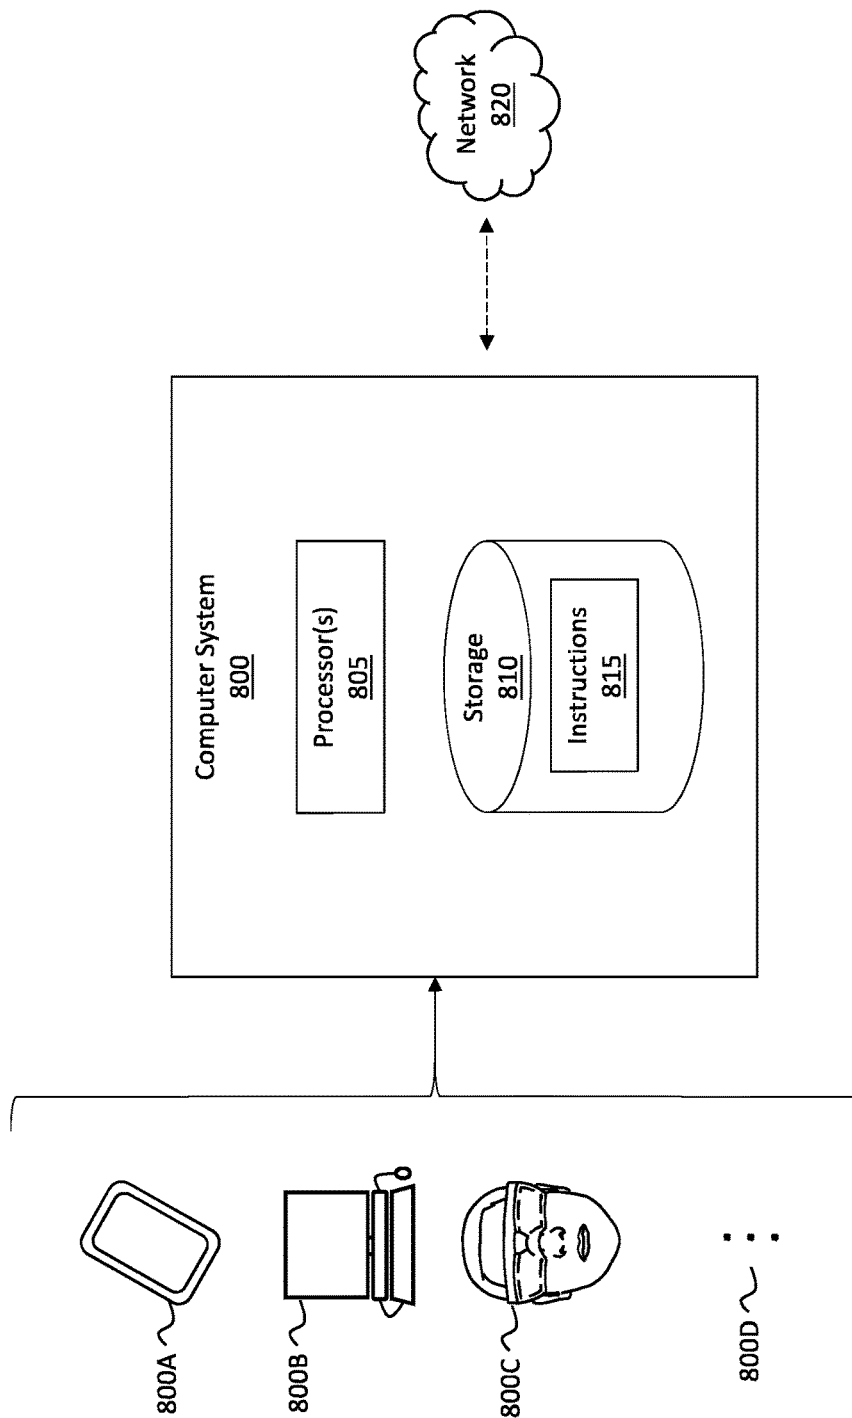 800A
800B
800C
800D
Computer System
800
Processor(s)
805
Storage
810
Instructions
815
Network
820